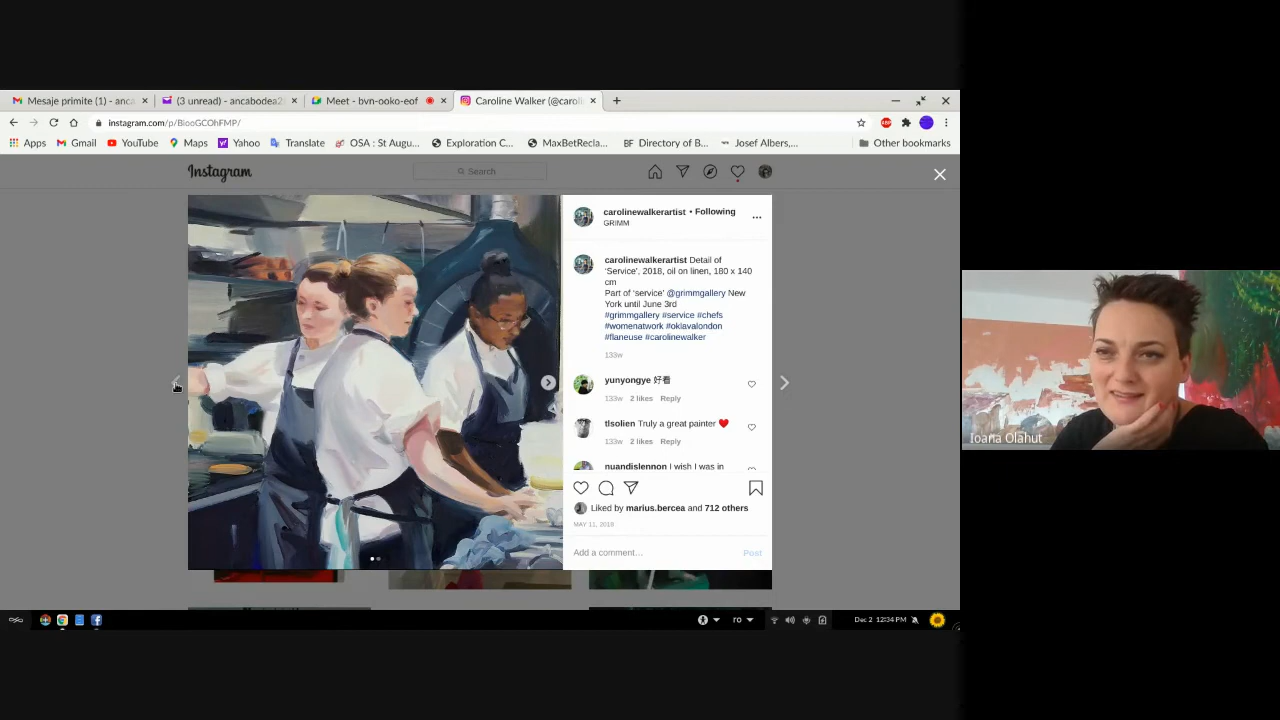 Mesaje primite (1) - anca
(3 unread) - ancabodea2
Meet - bvn-ooko-eof
Caroline Walker (@caroli
instagram.com/p/BiooGCOhFMP/
Apps
Gmail
YouTube
Maps
Yahoo
Translate
OSA : St Augu...
Exploration C...
MaxBetRecla...
BF Directory of B...
Josef Albers,...
Other bookmarks
Instagram
Search
carolinewalkerartist • Following
GRIMM
carolinewalkerartist Detail of
'Service', 2018, oil on linen, 180 x 140
cm
Part of 'service' @grimmgallery New
York until June 3rd
#grimmgallery #service #chefs
#womenatwork #okiavalondon
#flaneuse #carolinewalker
133w
yunyongye 好看
133w 2 likes Reply
tlsolien Truly a great painter ❤️
133w 2 likes Reply
nuandislennon I wish I was in
Liked by marius.bercea and 712 others
MAY 11, 2018
Add a comment...
Post
Ioana Olahut
ro
Dec 2 12:34 PM